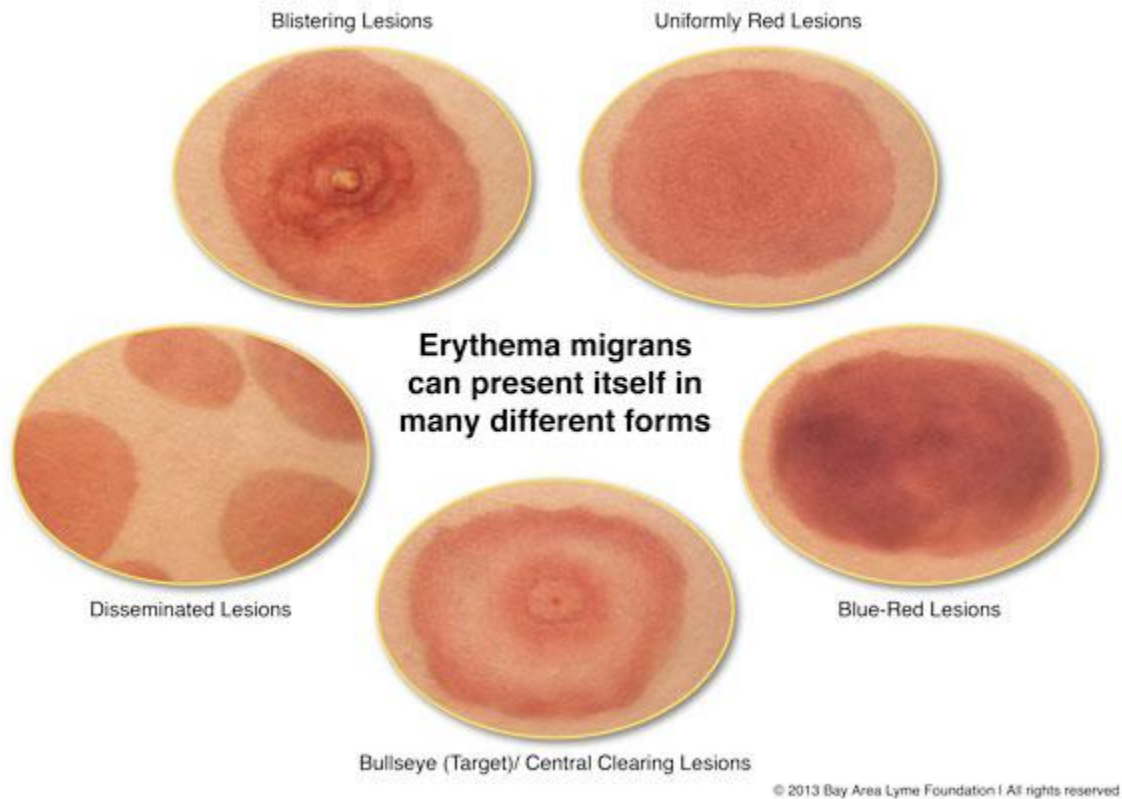 Blistering Lesions
Uniformly Red Lesions
Erythema migrans
can present itself in
many different forms
Disseminated Lesions
Blue-Red Lesions
Bullseye (Target)/ Central Clearing Lesions
© 2013 Bay Area Lyme Foundation | All rights reserved